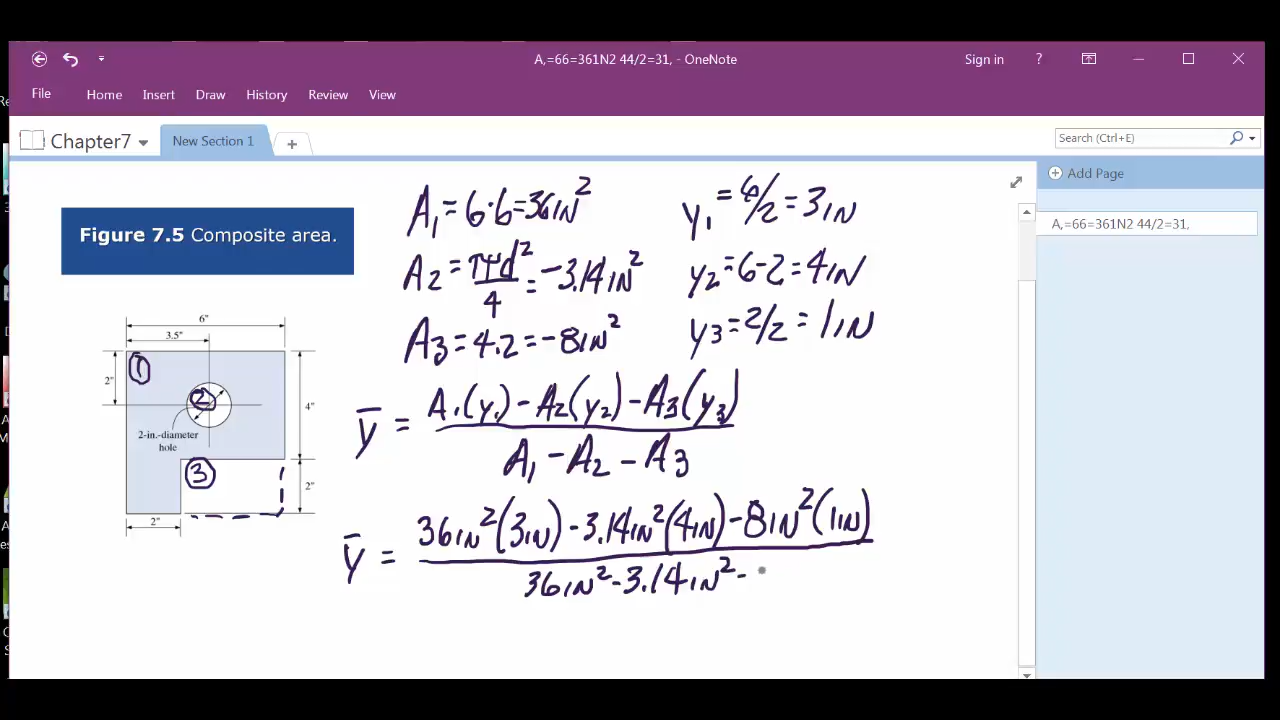 A,=66=361N2 44/2=31, - OneNote
Sign in
?
File
Home
Insert
Draw
History
Review
View
Chapter7
New Section 1
+
Search (Ctrl+E)
Add Page
A,=66=361N2 44/2=31,
Figure 7.5 Composite area.
A1 = 6·6=36IN²
y1 = 6/2 = 3IN
A2 = πd²/4 = -3.14IN²
y2 = 6-2 = 4IN
A3 = 4.2 = -8IN²
y3 = 2/2 = 1IN
6"
3.5"
1
2"
2
4"
2-in.-diameter
hole
3
2"
2"
ȳ = A1(y1) - A2(y2) - A3(y3)
A1 - A2 - A3
ȳ = 36IN²(3IN) - 3.14IN²(4IN) - 8IN²(1IN)
36IN² - 3.14IN² -